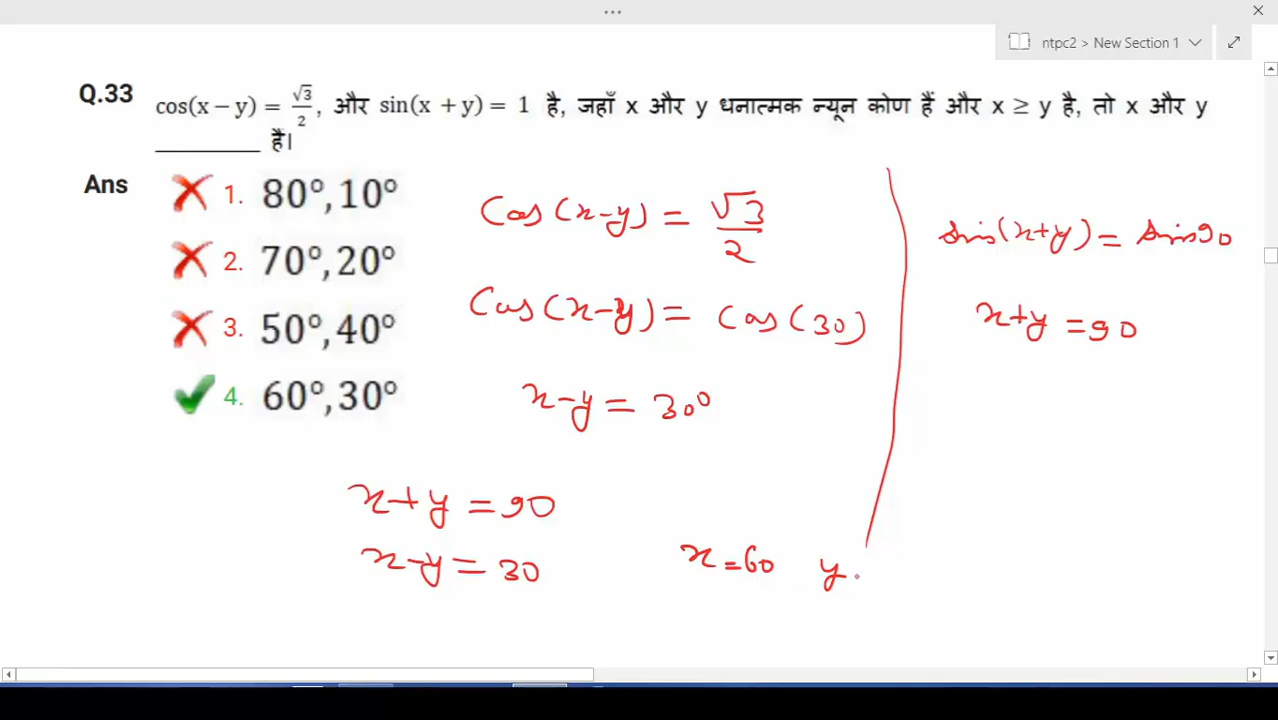 ntpc2 > New Section 1
Q.33 cos(x − y) = √3/2, और sin(x + y) = 1 है, जहाँ x और y धनात्मक न्यून कोण हैं और x ≥ y है, तो x और y
__________ है।
Ans
1. 80°,10°
2. 70°,20°
3. 50°,40°
4. 60°,30°
Cos(x-y) = √3/2
Cos(x-y) = Cos(30)
x-y = 30°
sin(x+y) = sin90
x+y = 90
x+y = 90
x-y = 30
x=60 y